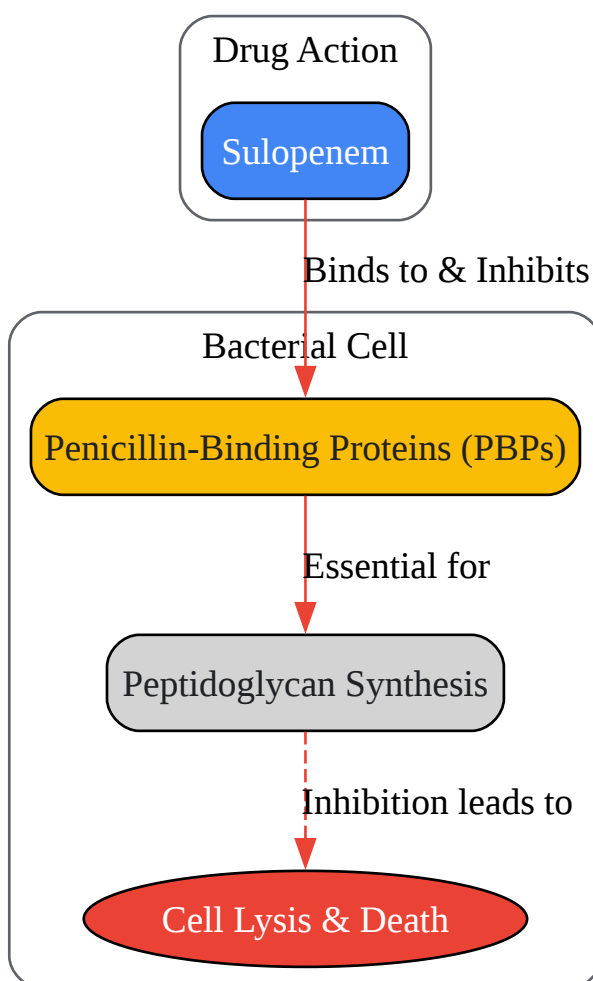 Drug Action
Sulopenem
Binds to & Inhibits
Bacterial Cell
Penicillin-Binding Proteins (PBPs)
Essential for
Peptidoglycan Synthesis
Inhibition leads to
Cell Lysis & Death